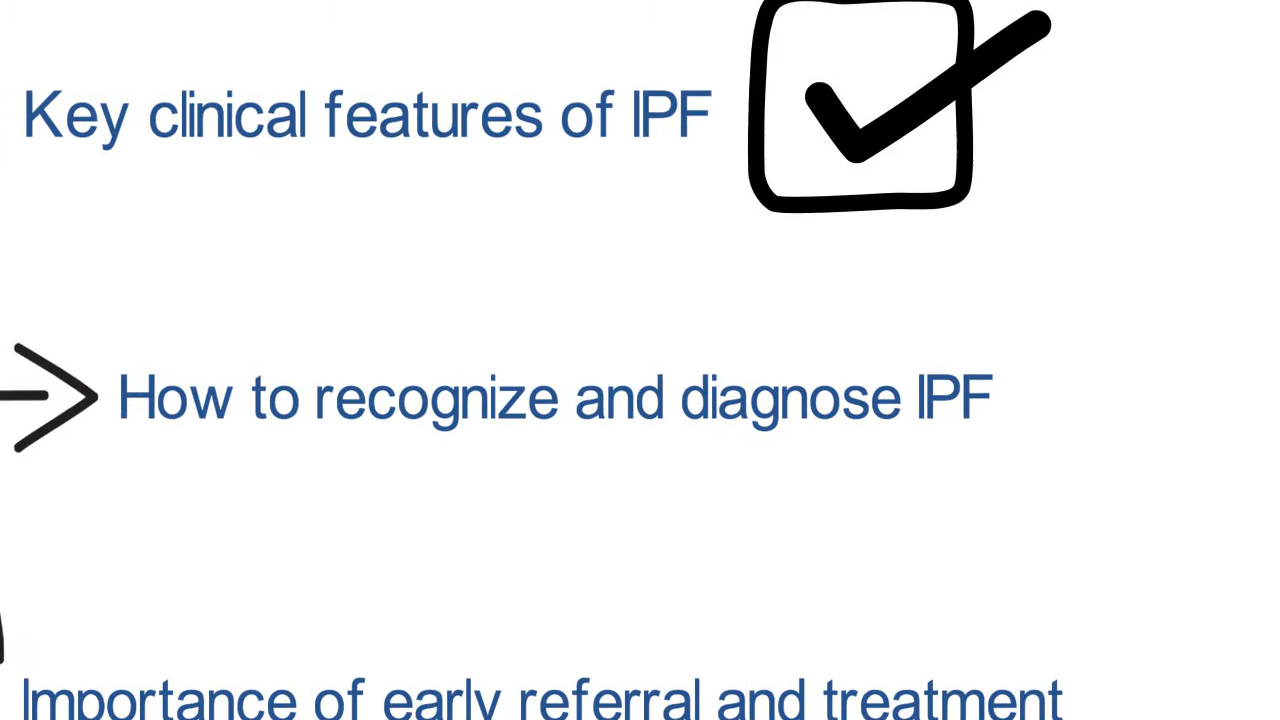 Key clinical features of IPF
How to recognize and diagnose IPF
Importance of early referral and treatment